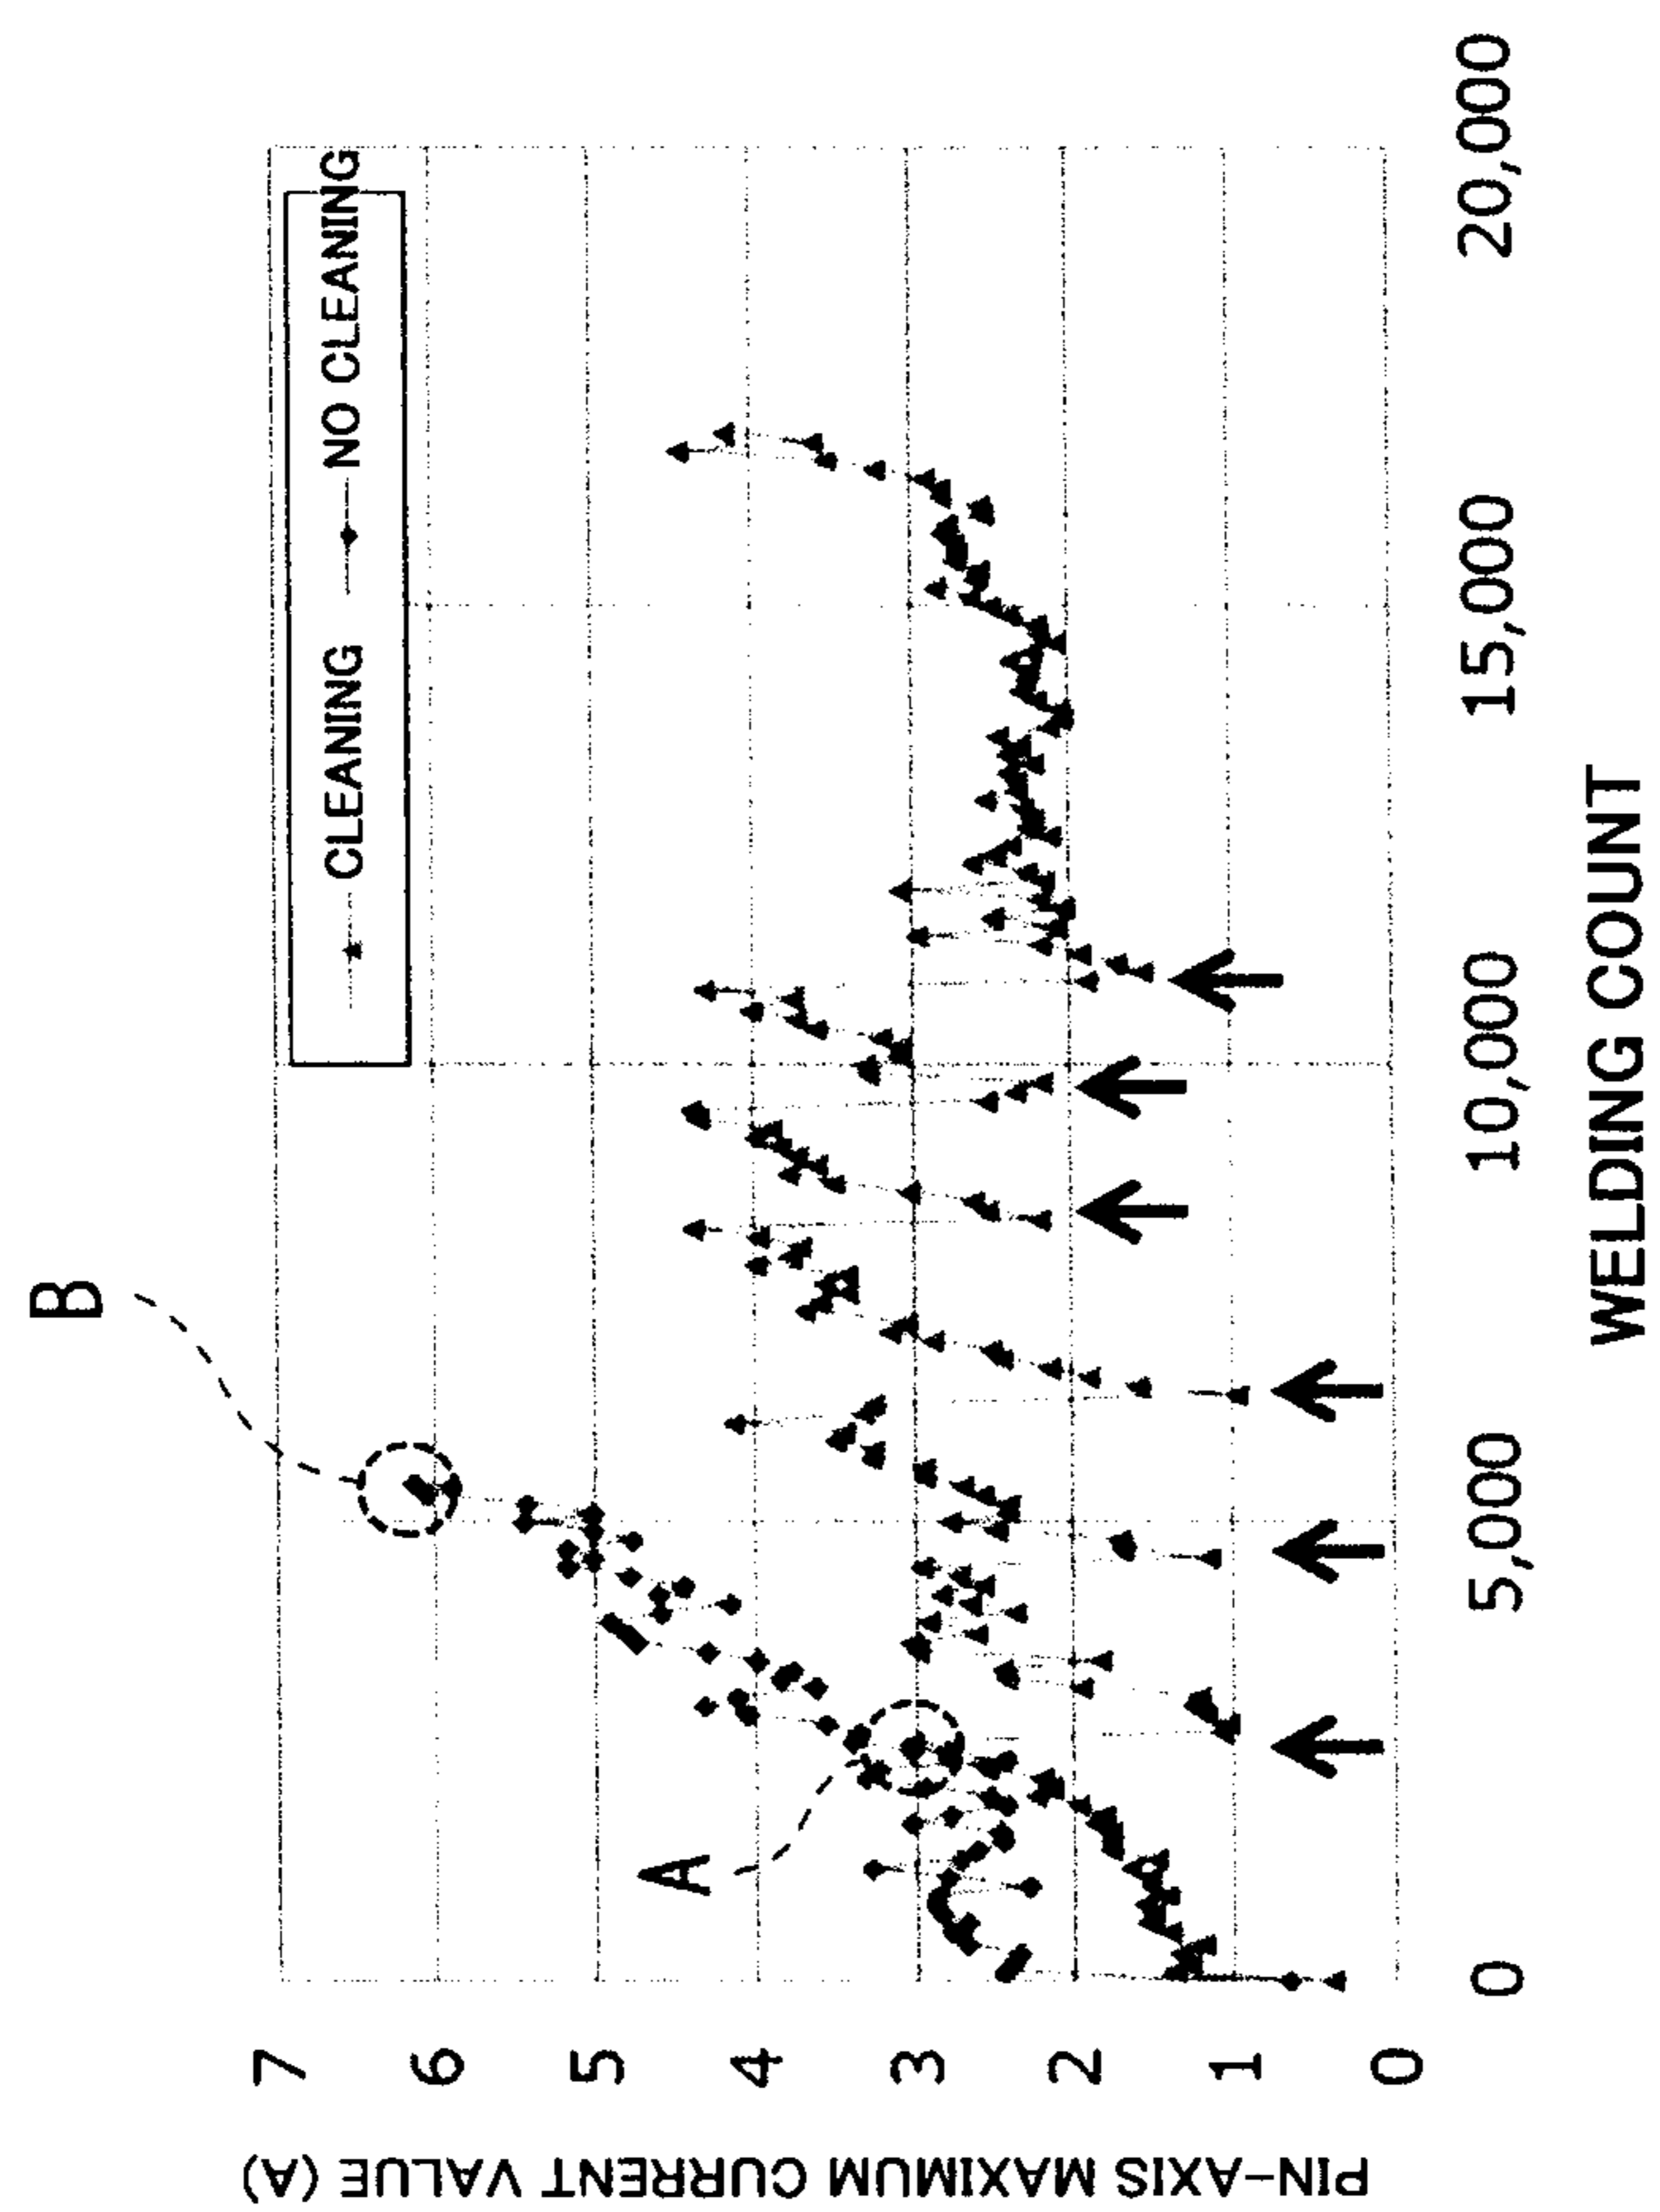 B
CLEANING NO CLEANING
A
PIN-AXIS MAXIMUM CURRENT VALUE (A)
7
6
5
4
3
2
1
0
0 5,000 10,000 15,000 20,000
WELDING COUNT